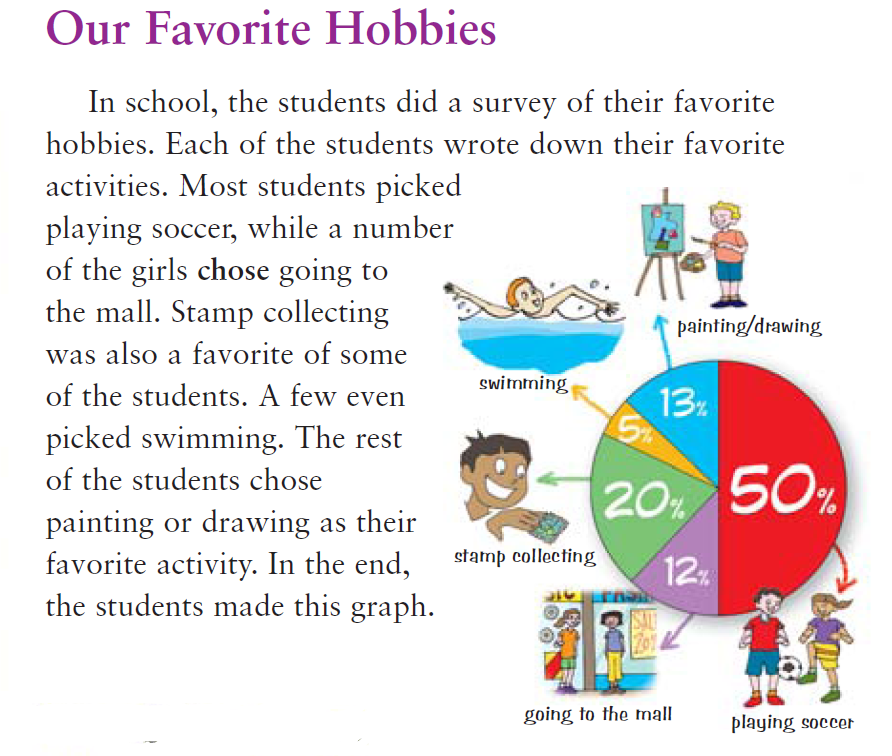 Our Favorite Hobbies
In school, the students did a survey of their favorite
hobbies. Each of the students wrote down their favorite
activities. Most students picked
playing soccer, while a number
of the girls chose going to
the mall. Stamp collecting
was also a favorite of some
of the students. A few even
picked swimming. The rest
of the students chose
painting or drawing as their
favorite activity. In the end,
the students made this graph.
painting/drawing
swimming
13%
5%
20%
50%
stamp collecting
12%
going to the mall
playing soccer